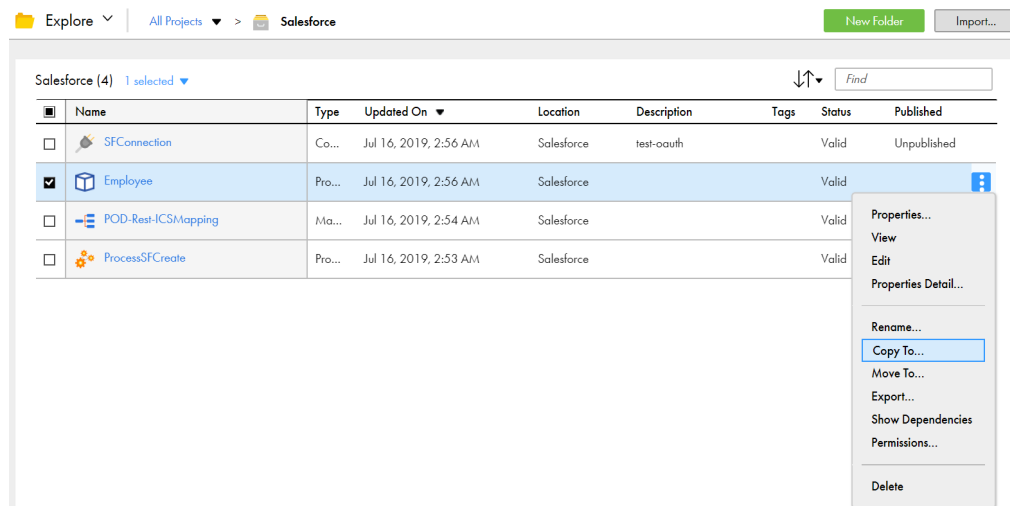 Explore All Projects > Salesforce New Folder Import...
Salesforce (4) 1 selected Find
Name Type Updated On Location Description Tags Status Published
SFConnection Co... Jul 16, 2019, 2:56 AM Salesforce test-oauth Valid Unpublished
Employee Pro... Jul 16, 2019, 2:56 AM Salesforce Valid
POD-Rest-ICSMapping Ma... Jul 16, 2019, 2:54 AM Salesforce Valid
ProcessSFCreate Pro... Jul 16, 2019, 2:53 AM Salesforce Valid
Properties...
View
Edit
Properties Detail...
Rename...
Copy To...
Move To...
Export...
Show Dependencies
Permissions...
Delete